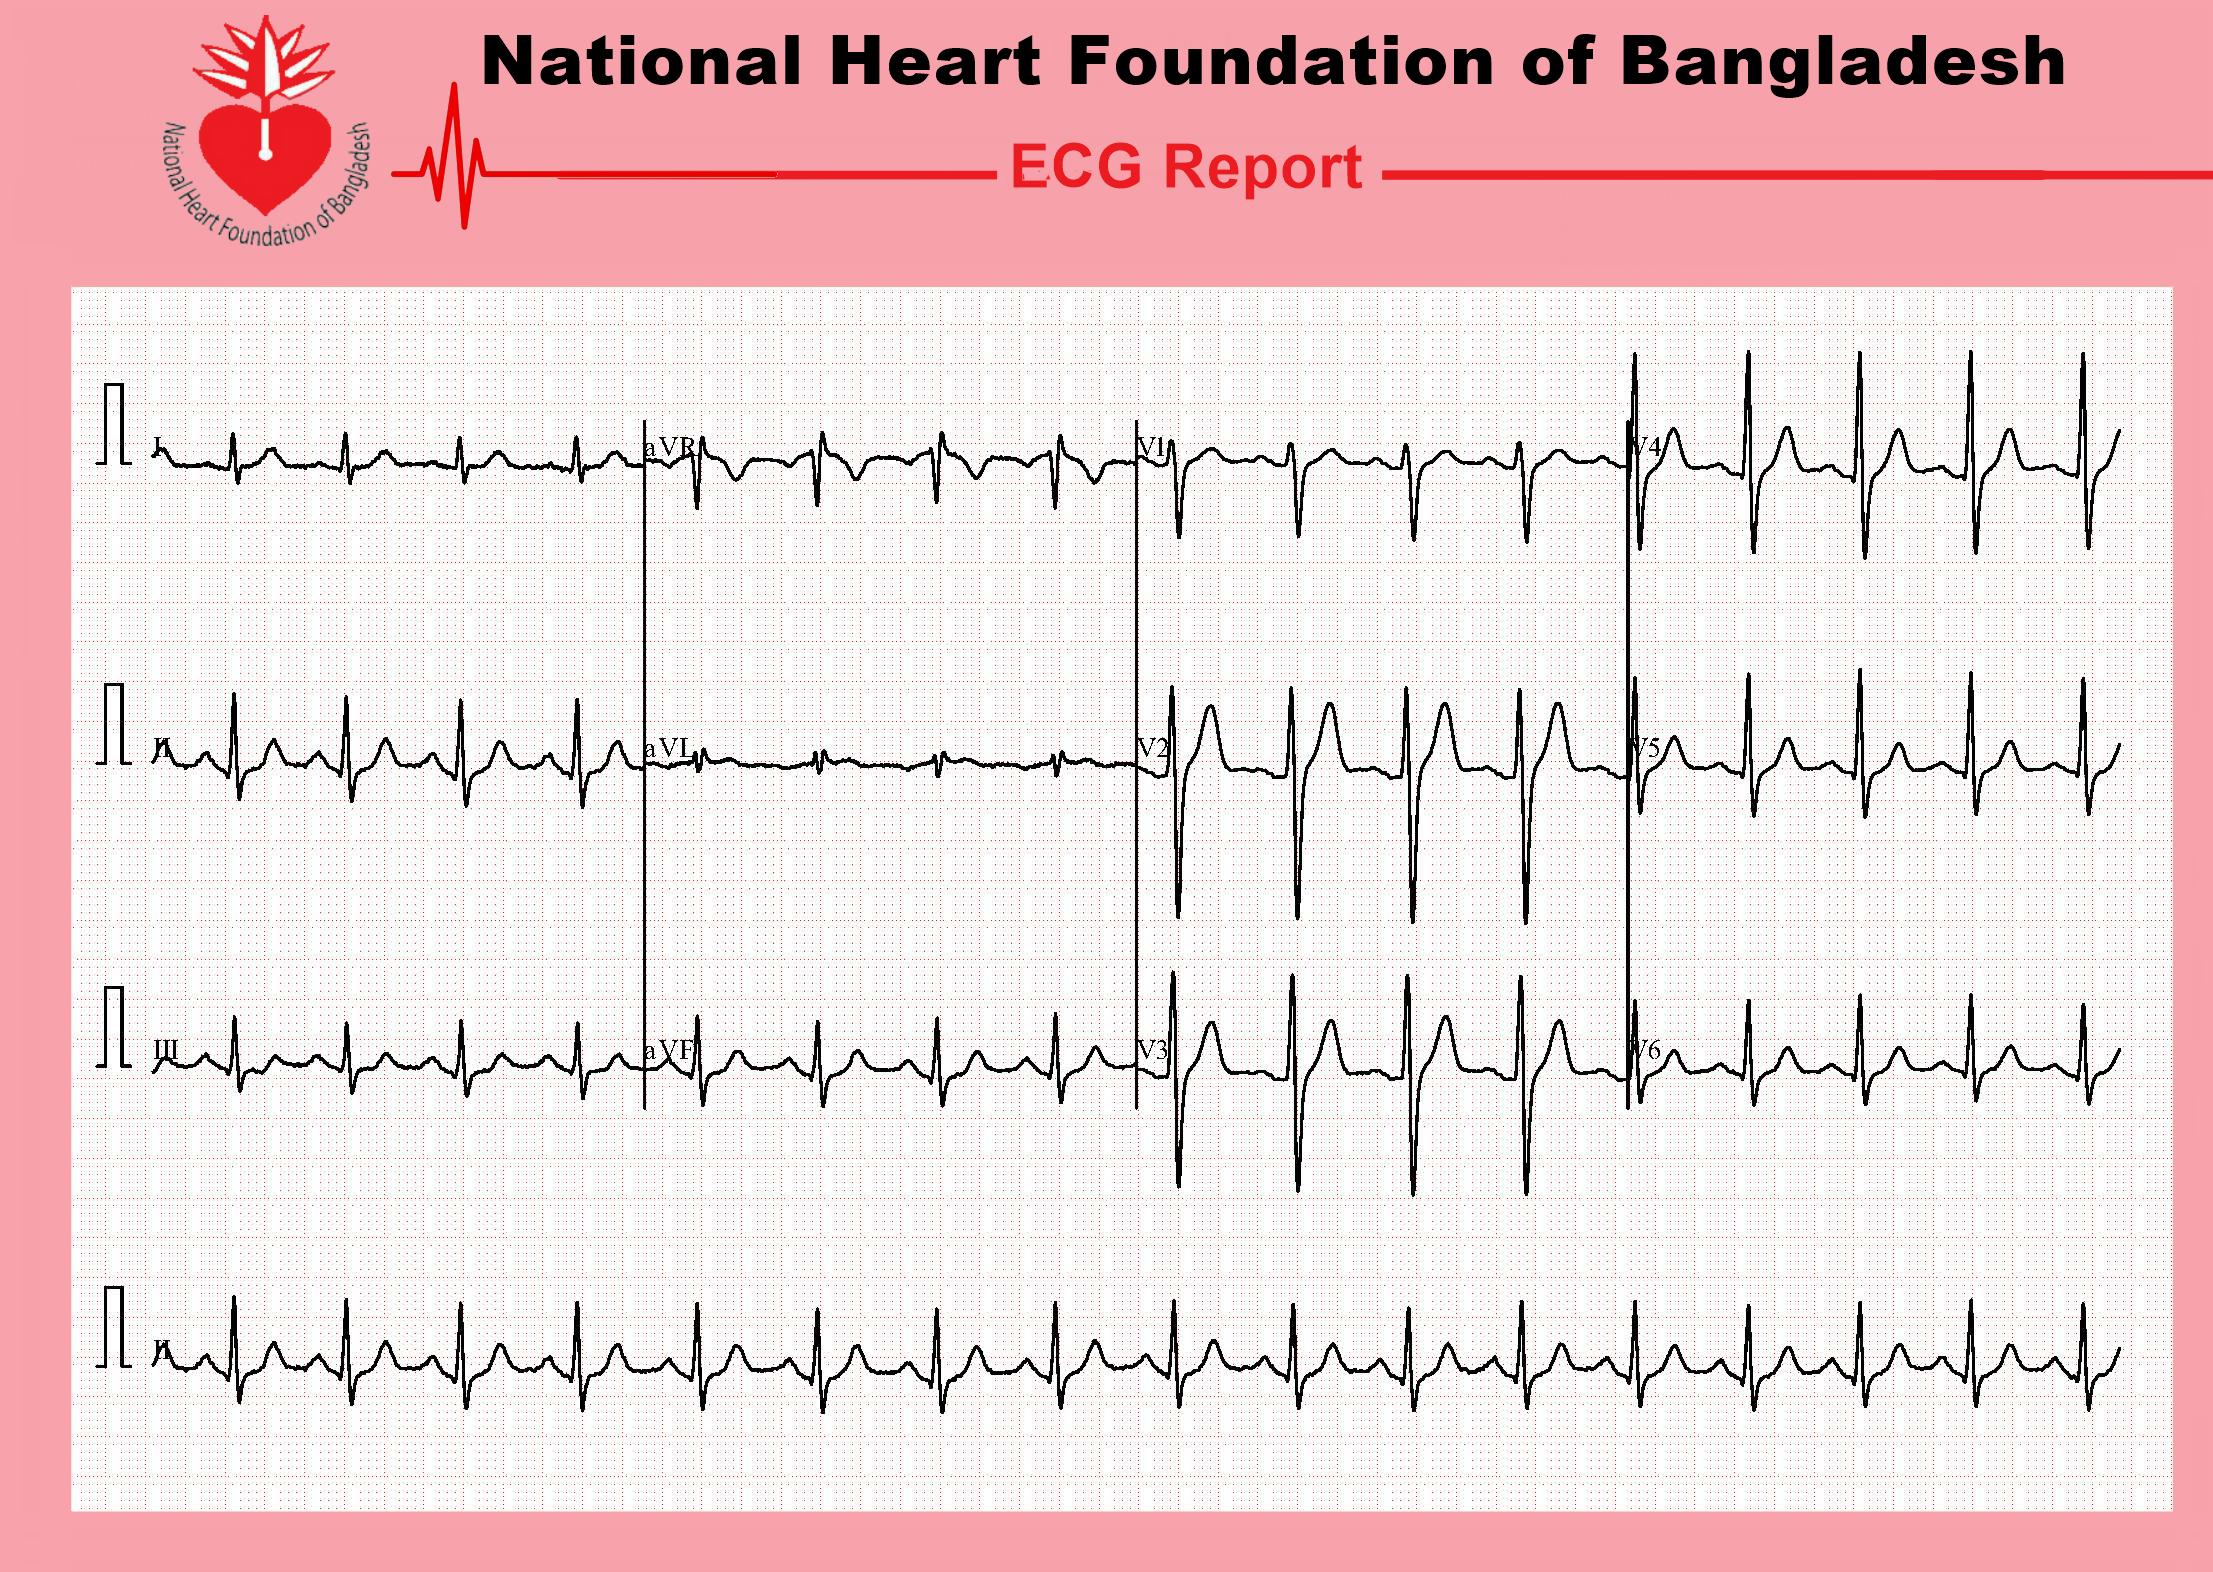 National Heart Foundation of Bangladesh
National Heart Foundation of Bangladesh
ECG Report
I aVR V1 V4
II aVL V2 V5
III aVF V3 V6
II